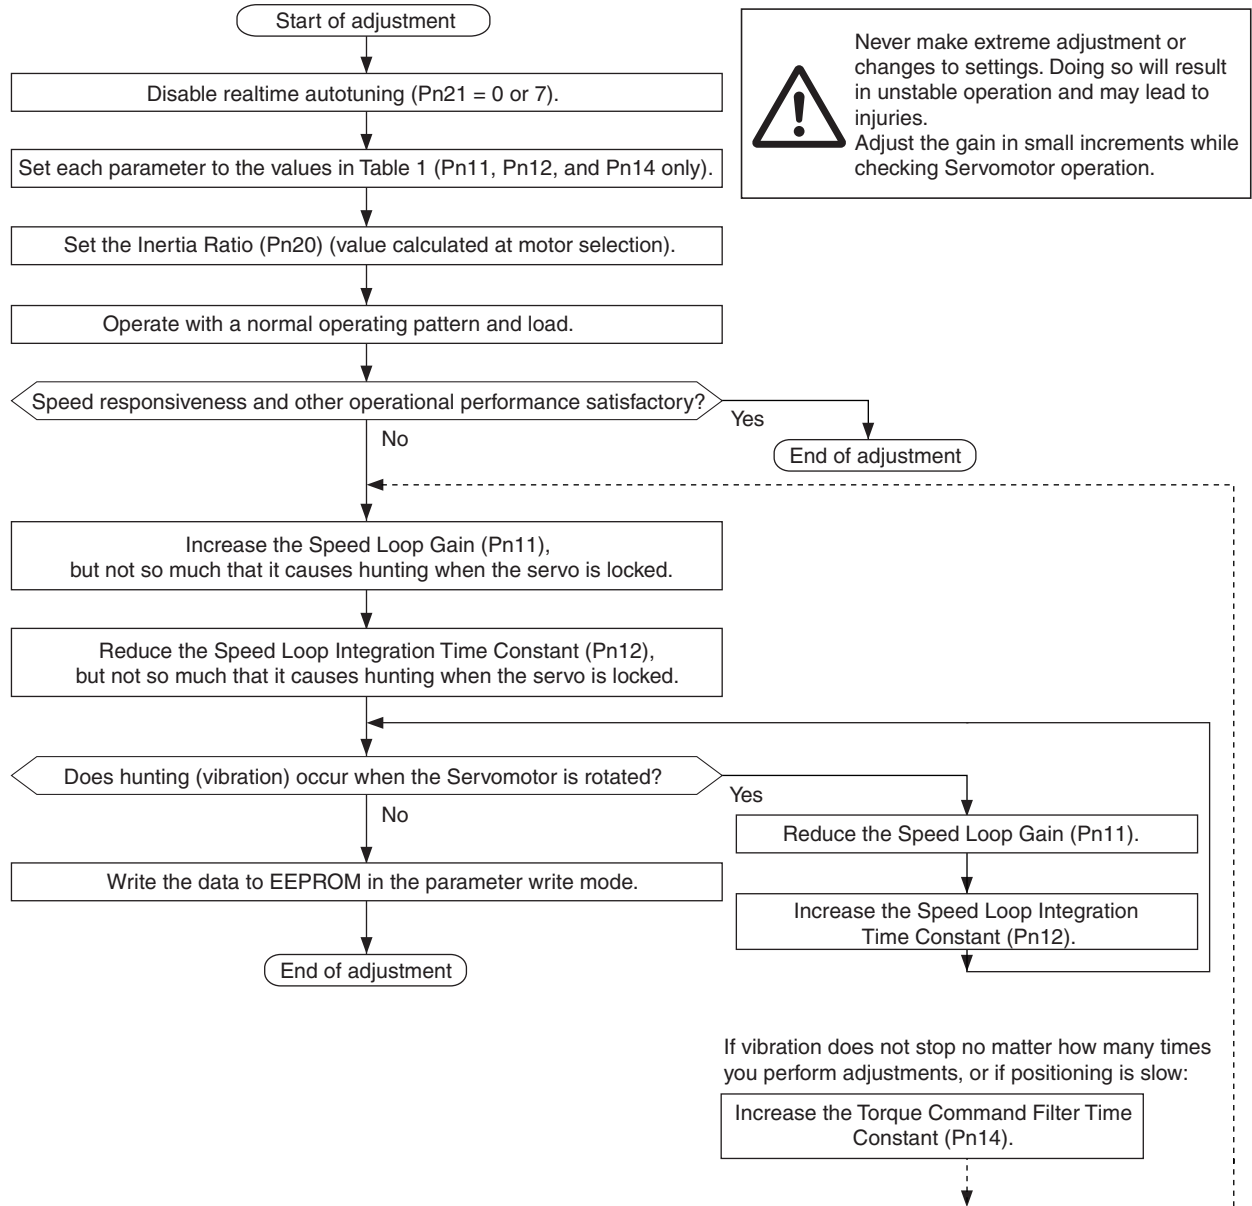 Start of adjustment
Never make extreme adjustment or
changes to settings. Doing so will result
in unstable operation and may lead to
injuries.
Adjust the gain in small increments while
checking Servomotor operation.
Disable realtime autotuning (Pn21 = 0 or 7).
Set each parameter to the values in Table 1 (Pn11, Pn12, and Pn14 only).
Set the Inertia Ratio (Pn20) (value calculated at motor selection).
Operate with a normal operating pattern and load.
Speed responsiveness and other operational performance satisfactory?
Yes
No
End of adjustment
Increase the Speed Loop Gain (Pn11),
but not so much that it causes hunting when the servo is locked.
Reduce the Speed Loop Integration Time Constant (Pn12),
but not so much that it causes hunting when the servo is locked.
Does hunting (vibration) occur when the Servomotor is rotated?
Yes
No
Reduce the Speed Loop Gain (Pn11).
Write the data to EEPROM in the parameter write mode.
Increase the Speed Loop Integration
Time Constant (Pn12).
End of adjustment
If vibration does not stop no matter how many times
you perform adjustments, or if positioning is slow:
Increase the Torque Command Filter Time
Constant (Pn14).